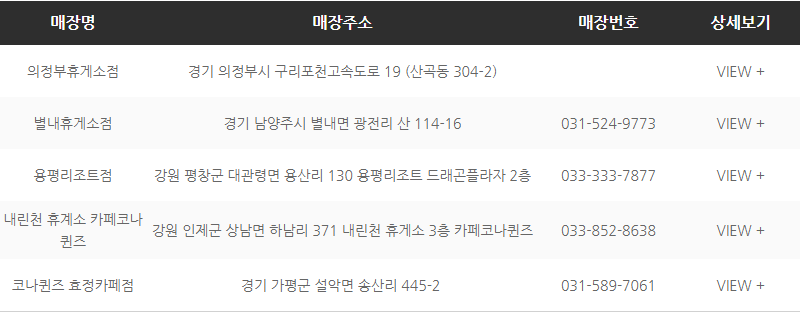 매장명 매장주소 매장번호 상세보기
의정부휴게소점 경기 의정부시 구리포천고속도로 19 (산곡동 304-2) VIEW +
별내휴게소점 경기 남양주시 별내면 광전리 산 114-16 031-524-9773 VIEW +
용평리조트점 강원 평창군 대관령면 용산리 130 용평리조트 드래곤플라자 2층 033-333-7877 VIEW +
내린천 휴계소 카페코나
퀸즈 강원 인제군 상남면 하남리 371 내린천 휴게소 3층 카페코나퀸즈 033-852-8638 VIEW +
코나퀸즈 효정카페점 경기 가평군 설악면 송산리 445-2 031-589-7061 VIEW +